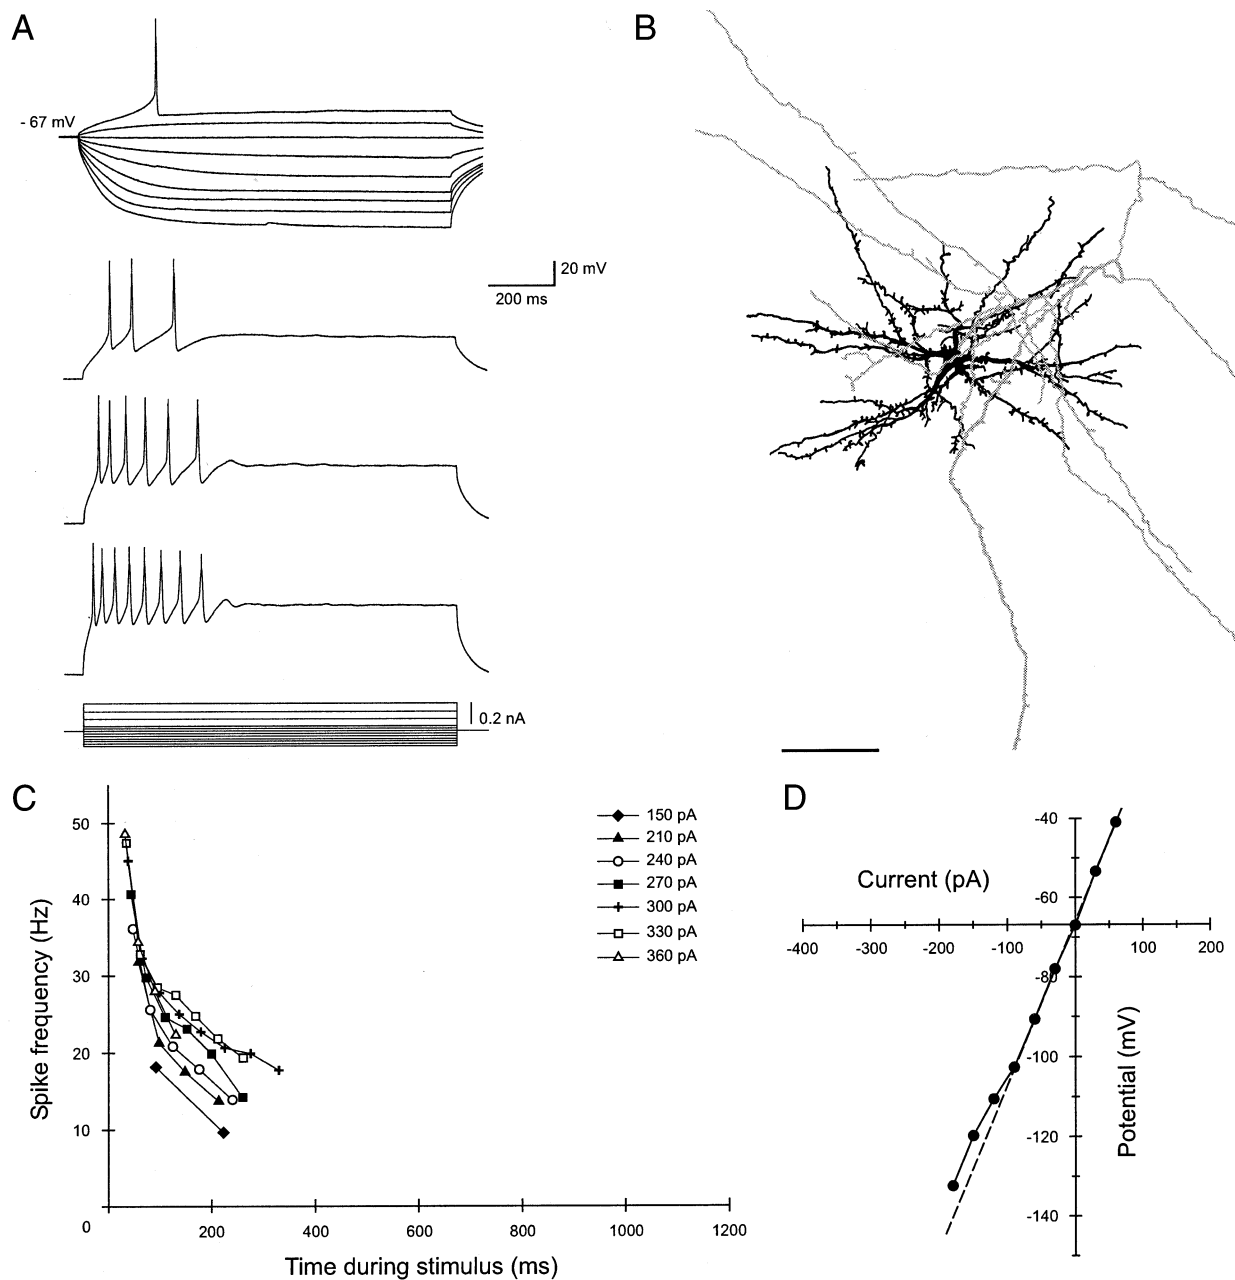 A
- 67 mV
20 mV
200 ms
0.2 nA
B
C
50
40
30
20
10
0
200
400
600
800
1000
1200
Spike frequency (Hz)
Time during stimulus (ms)
150 pA
210 pA
240 pA
270 pA
300 pA
330 pA
360 pA
D
Current (pA)
-400
-300
-200
-100
100
200
-40
-60
-80
-100
-120
-140
Potential (mV)